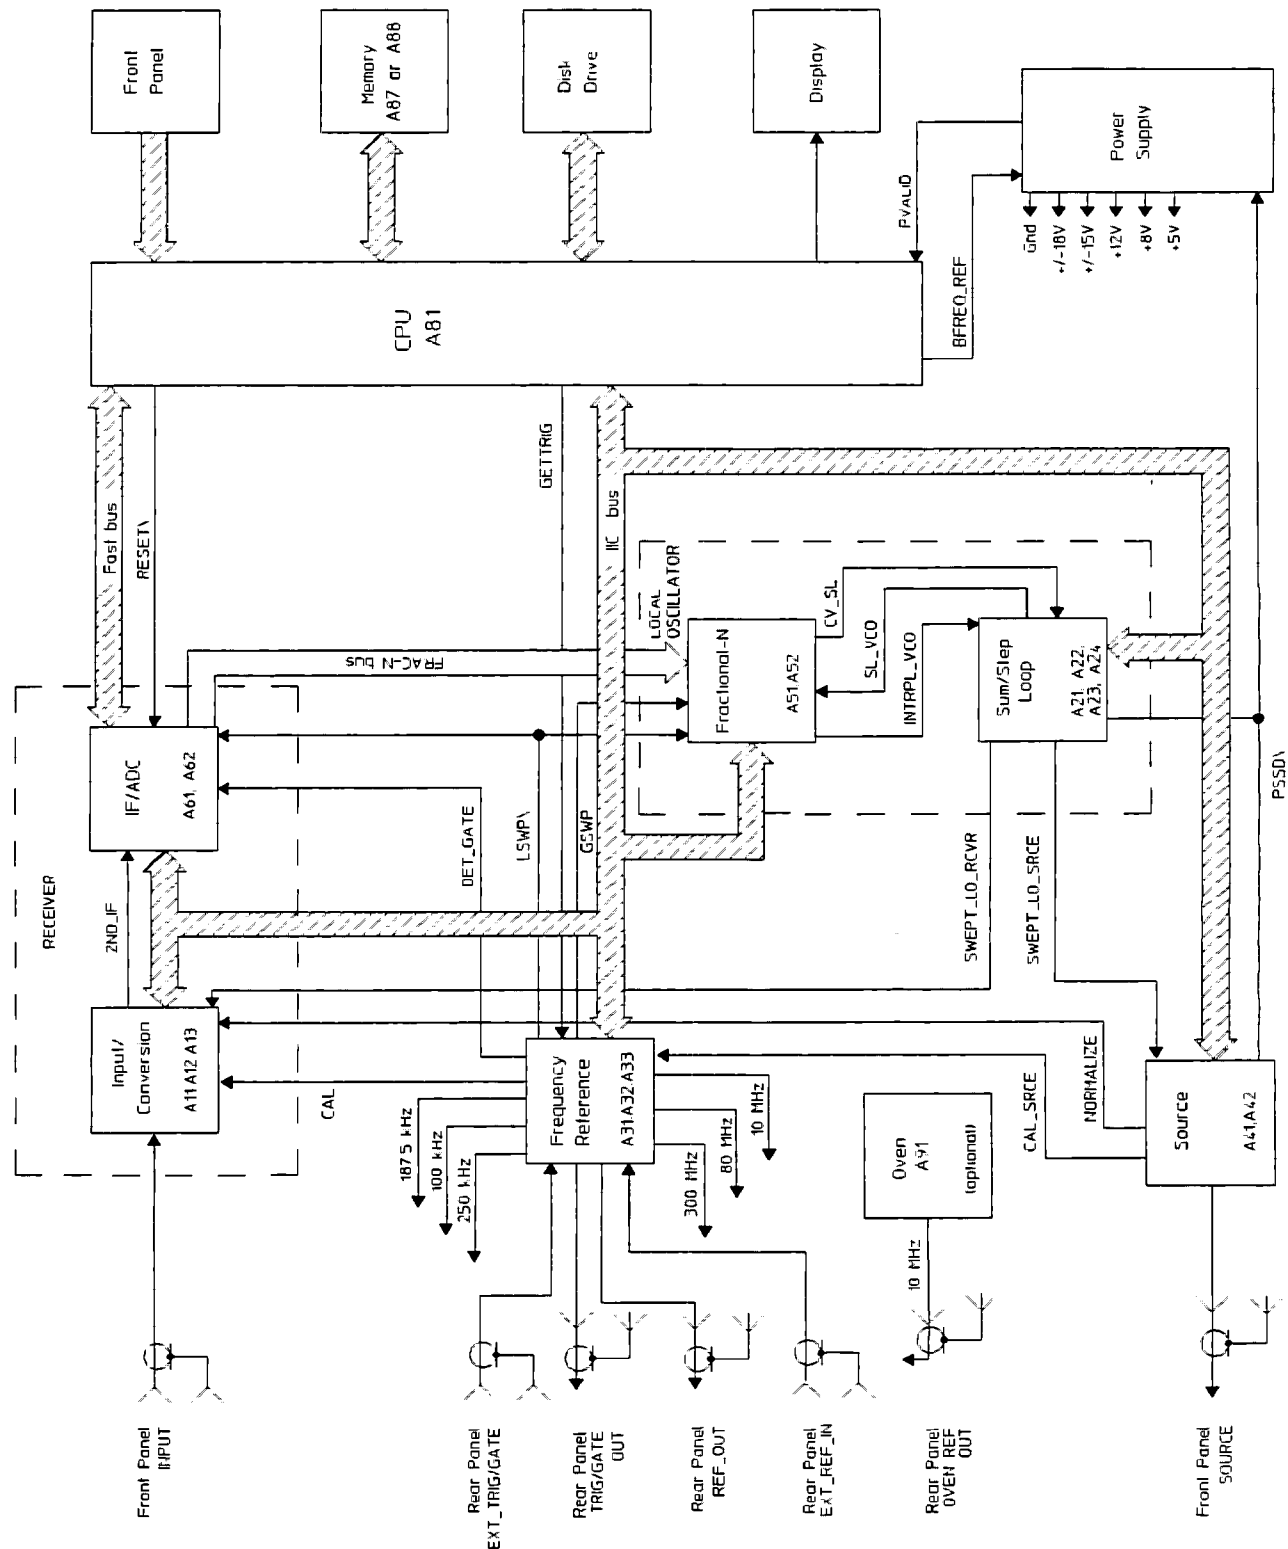 Front
Panel
Memory
A87 or A88
Disk
Drive
Display
Power
Supply
PVALID
BFREQ_REF
Gnd
+/-18V
+/-15V
+12V
+8V
+5V
CPU
A81
Fast bus
RESET\
GETTRIG
IIC bus
FRAC-N bus
LOCAL
OSCILLATOR
Fractional-N
A51,A52
CV_SL
SL_VCO
INTRPL_VCO
Sum/Step
Loop
A21, A22,
A23, A24
PSSD\
RECEIVER
IF/ADC
A61, A62
2ND_IF
DET_GATE
LSWP\
GSWP
SWEPT_LO_RCVR
SWEPT_LO_SRCE
Input/
Conversion
A11,A12,A13
CAL
Frequency
Reference
A31,A32,A33
187.5 kHz
100 kHz
250 kHz
300 MHz
80 MHz
10 MHz
CAL_SRCE
NORMALIZE
Oven
A91
(optional)
10 MHz
Source
A41,A42
Front Panel
INPUT
Rear Panel
EXT_TRIG/GATE
Rear Panel
TRIG/GATE
OUT
Rear Panel
REF_OUT
Rear Panel
EXT_REF_IN
Rear Panel
OVEN REF
OUT
Front Panel
SOURCE